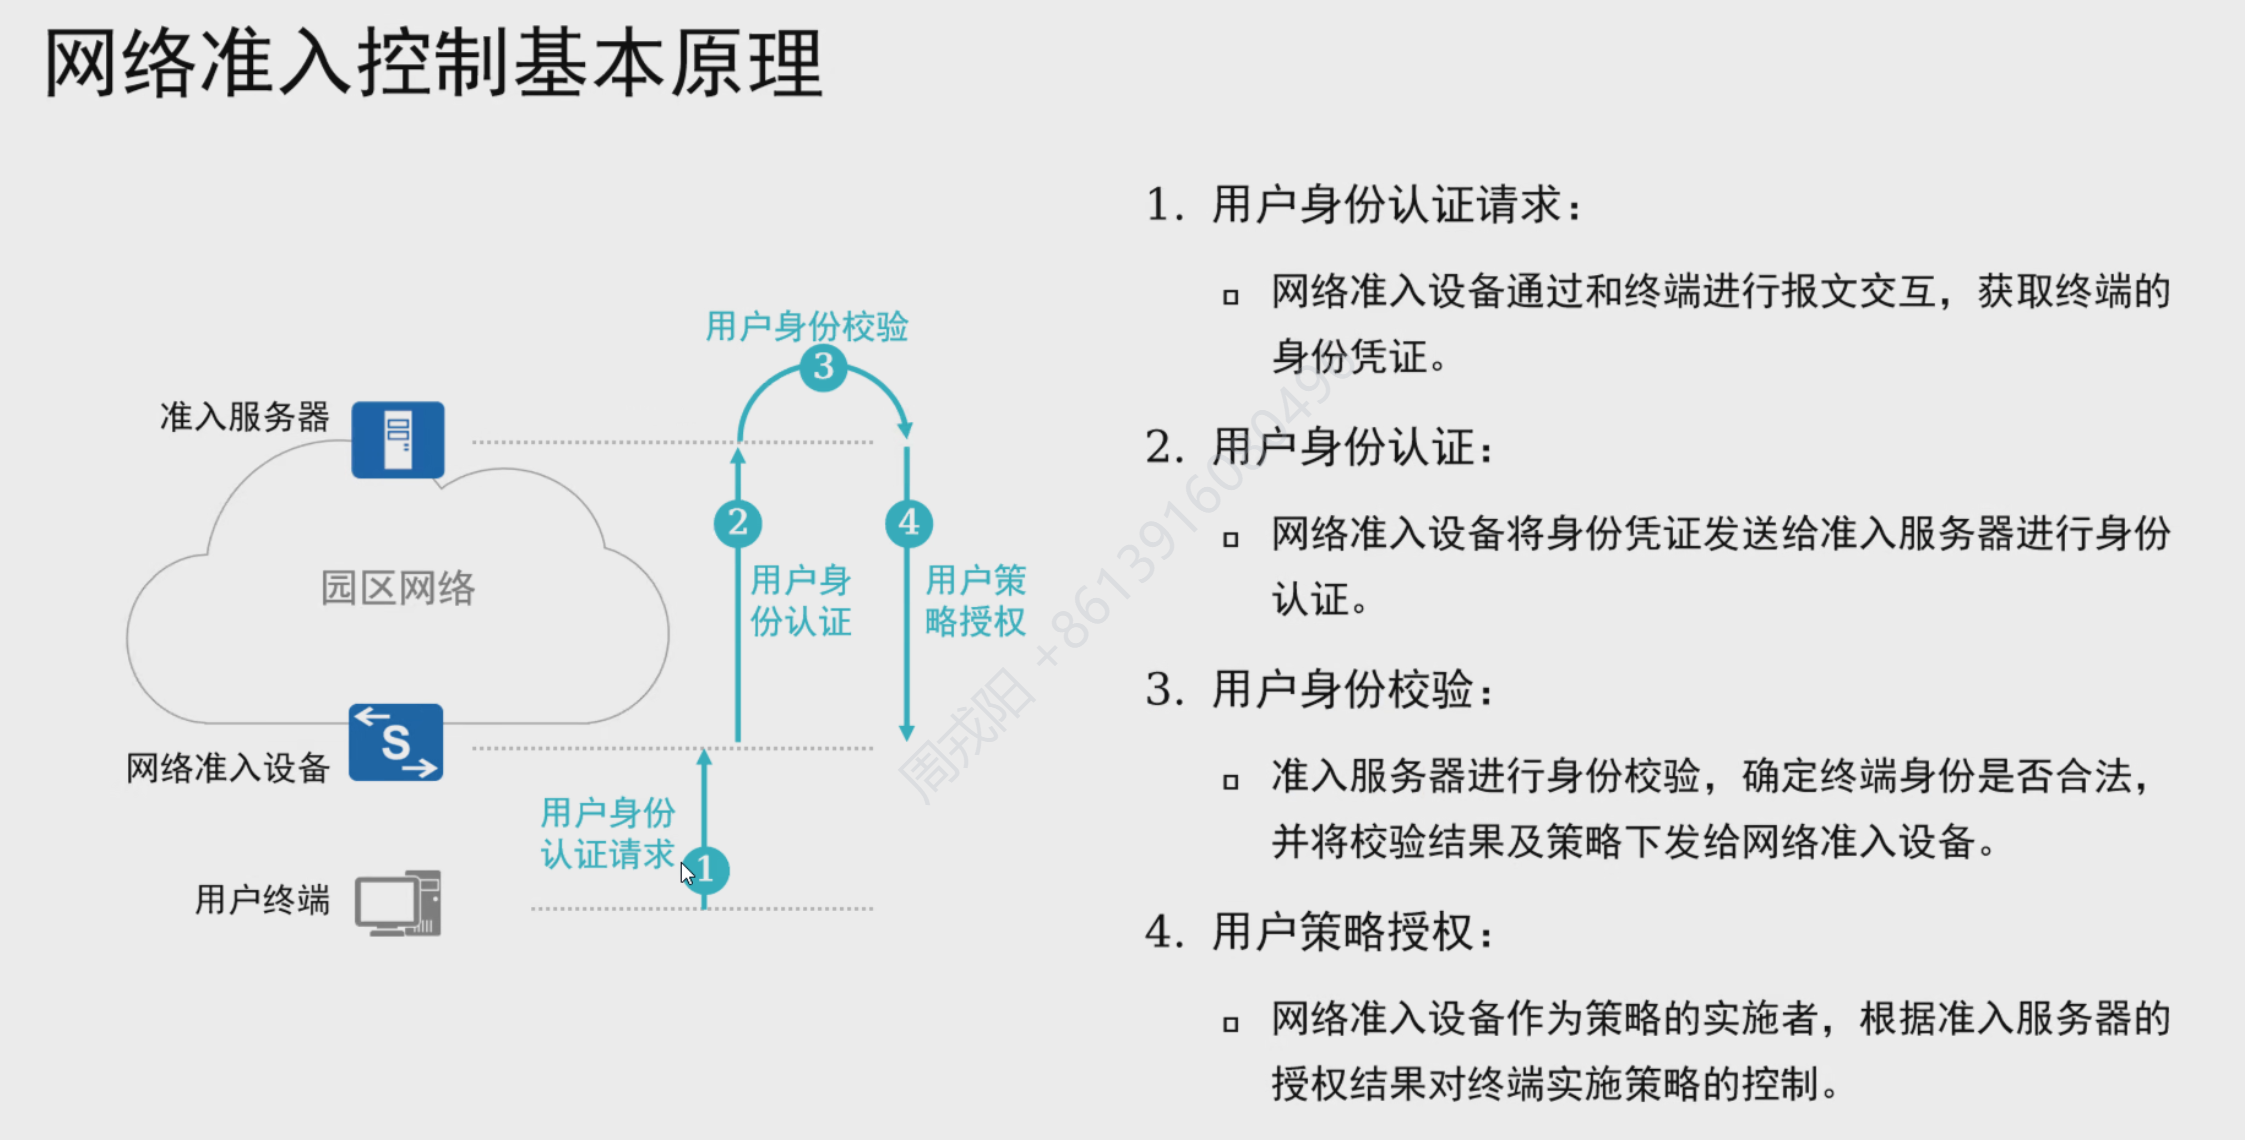 网络准入控制基本原理
用户身份校验
3
准入服务器
2
4
园区网络
用户身
份认证
用户策
略授权
S
网络准入设备
用户身份
认证请求
1
用户终端
1. 用户身份认证请求：
网络准入设备通过和终端进行报文交互，获取终端的
身份凭证。
2. 用户身份认证：
网络准入设备将身份凭证发送给准入服务器进行身份
认证。
3. 用户身份校验：
准入服务器进行身份校验，确定终端身份是否合法，
并将校验结果及策略下发给网络准入设备。
4. 用户策略授权：
网络准入设备作为策略的实施者，根据准入服务器的
授权结果对终端实施策略的控制。
周戎阳